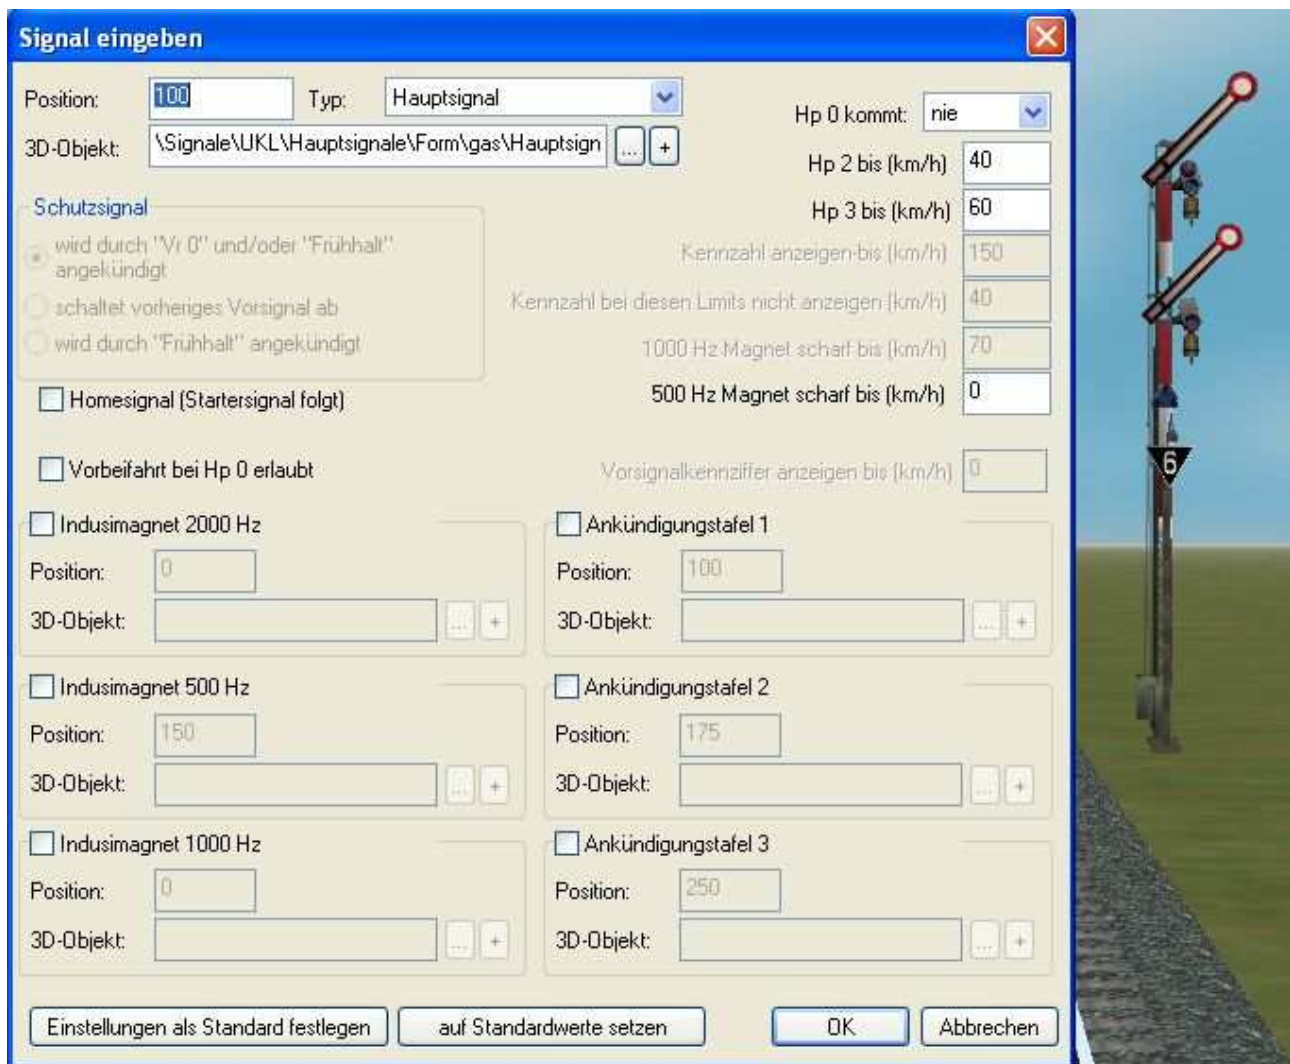 Signal eingeben
Position: 100 Typ: Hauptsignal
Hp 0 kommt: nie
3D-Objekt: \Signale\UKL\Hauptsignale\Form\gas\Hauptsign ... +
Hp 2 bis (km/h) 40
Schutzsignal
Hp 3 bis (km/h) 60
wird durch "Vr 0" und/oder "Frühhalt"
angekündigt
Kennzahl anzeigen bis (km/h) 150
schaltet vorheriges Vorsignal ab
Kennzahl bei diesen Limits nicht anzeigen (km/h) 40
wird durch "Frühhalt" angekündigt
1000 Hz Magnet scharf bis (km/h) 70
Homesignal (Startersignal folgt)
500 Hz Magnet scharf bis (km/h) 0
Vorbeifahrt bei Hp 0 erlaubt
Vorsignalkennziffer anzeigen bis (km/h) 0
6
Indusimagnet 2000 Hz
Position: 0
3D-Objekt: ... +
Ankündigungstafel 1
Position: 100
3D-Objekt: ... +
Indusimagnet 500 Hz
Position: 150
3D-Objekt: ... +
Ankündigungstafel 2
Position: 175
3D-Objekt: ... +
Indusimagnet 1000 Hz
Position: 0
3D-Objekt: ... +
Ankündigungstafel 3
Position: 250
3D-Objekt: ... +
Einstellungen als Standard festlegen auf Standardwerte setzen OK Abbrechen